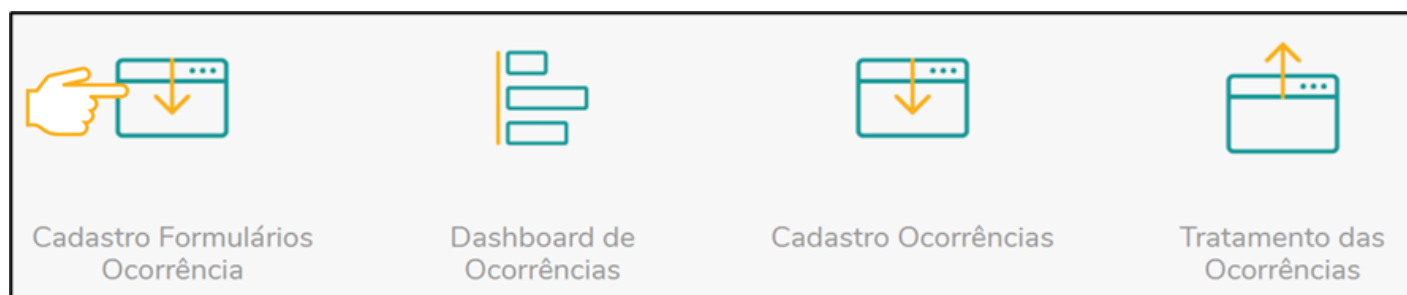 Cadastro Formulários
Ocorrência
Dashboard de
Ocorrências
Cadastro Ocorrências
Tratamento das
Ocorrências